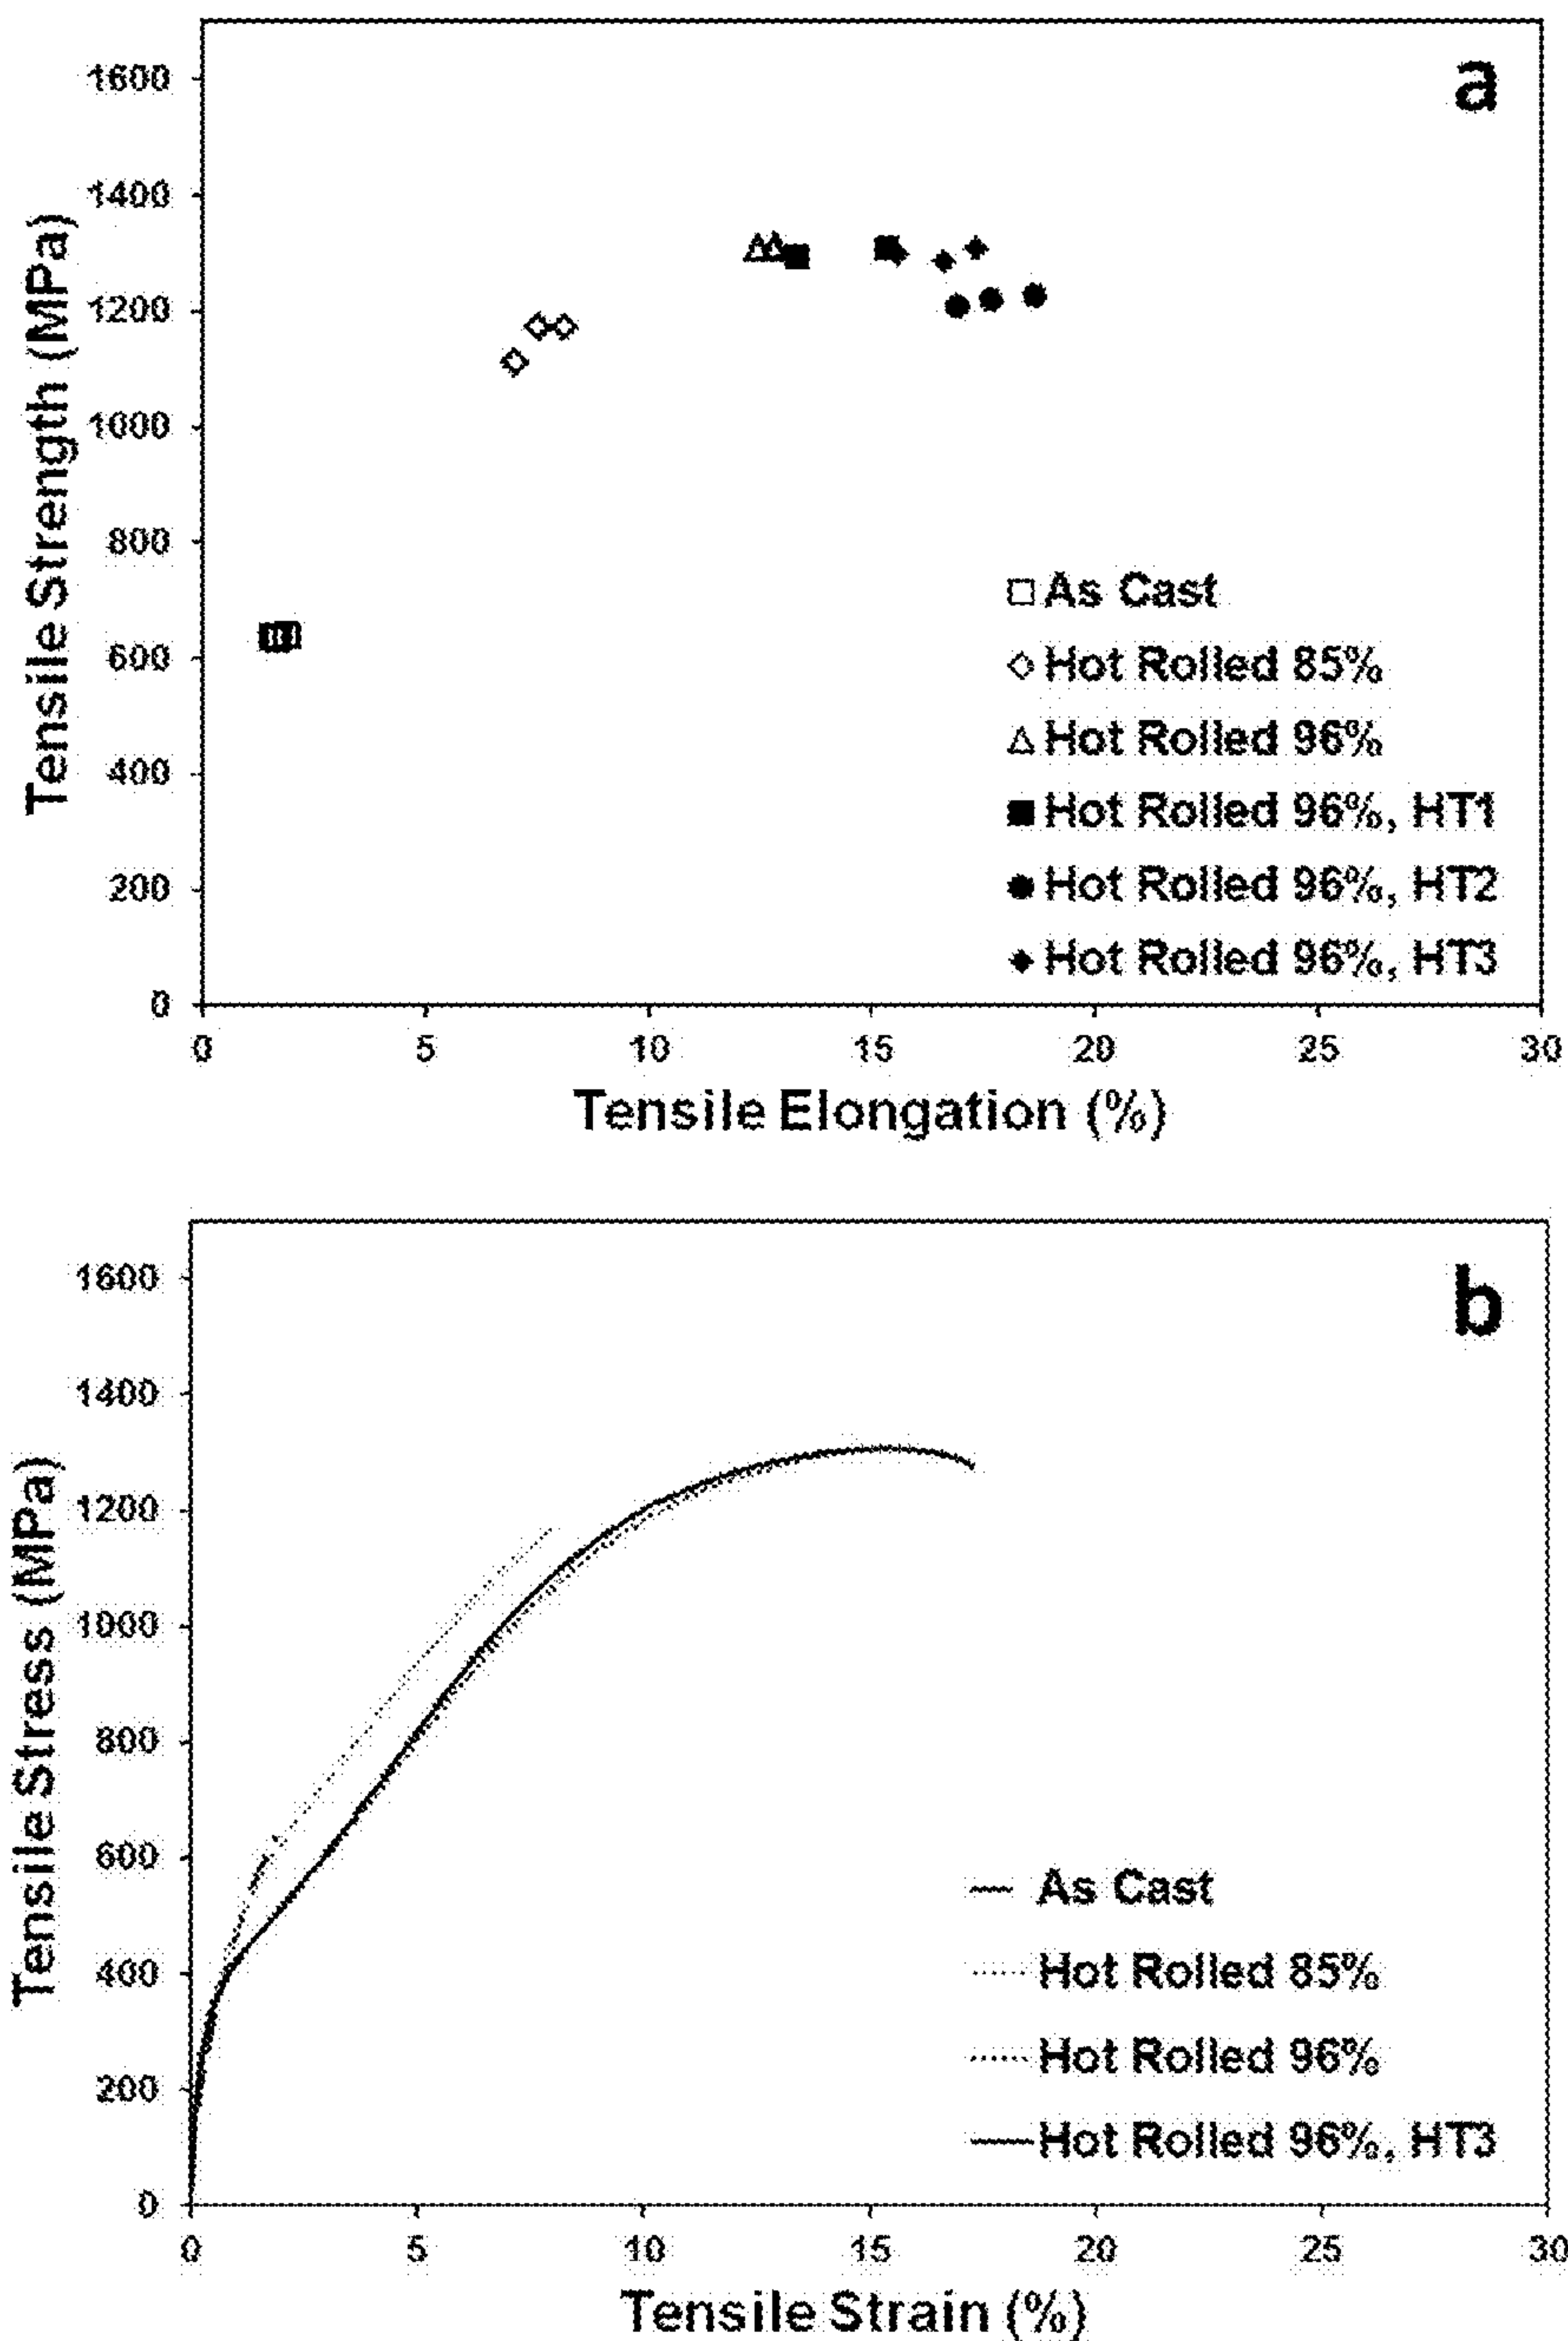 a
1600
1400
1200
1000
800
600
400
200
0
Tensile Strength (MPa)
As Cast
Hot Rolled 85%
Hot Rolled 96%
Hot Rolled 96%, HT1
Hot Rolled 96%, HT2
Hot Rolled 96%, HT3
0 5 10 15 20 25 30
Tensile Elongation (%)
b
1600
1400
1200
1000
800
600
400
200
0
Tensile Stress (MPa)
As Cast
Hot Rolled 85%
Hot Rolled 96%
Hot Rolled 96%, HT3
0 5 10 15 20 25 30
Tensile Strain (%)